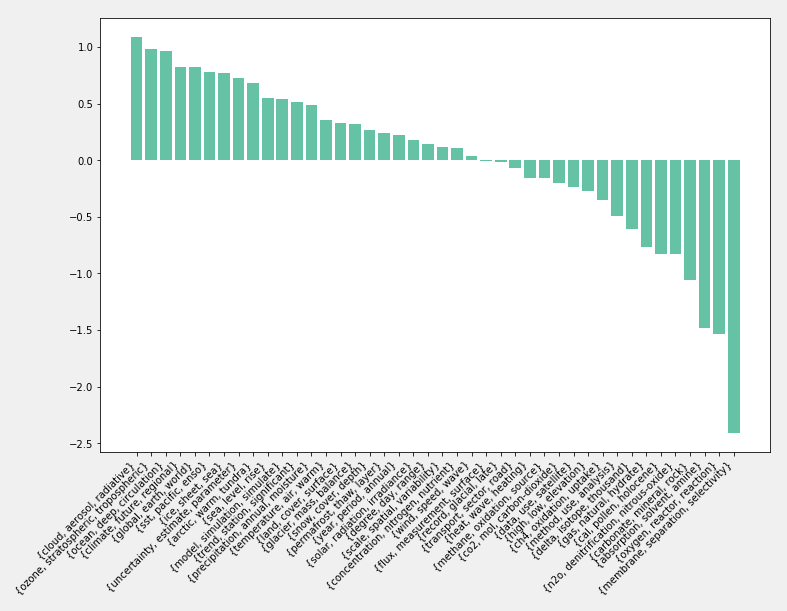 1.0
0.5
0.0
−0.5
−1.0
−1.5
−2.0
−2.5
{cloud, aerosol, radiative}
{ozone, stratospheric, tropospheric}
{ocean, deep, circulation}
{climate, future, regional}
{global, earth, world}
{sst, pacific, enso}
{ice, sheet, sea}
{uncertainty, estimate, parameter}
{arctic, warm, tundra}
{sea, level, rise}
{model, simulation, simulate}
{trend, station, significant}
{precipitation, annual, moisture}
{temperature, air, warm}
{land, cover, surface}
{glacier, mass, balance}
{snow, cover, depth}
{permafrost, thaw, layer}
{year, period, annual}
{solar, radiation, irradiance}
{degree, day, range}
{scale, spatial, variability}
{concentration, nitrogen, nutrient}
{wind, speed, wave}
{flux, measurement, surface}
{record, glacial, late}
{transport, sector, road}
{heat, wave, heating}
{methane, oxidation, source}
{co2, mol, carbon-dioxide}
{data, use, satellite}
{high, low, elevation}
{ch4, oxidation, uptake}
{method, use, analysis}
{delta, isotope, thousand}
{gas, natural, hydrate}
{cal, pollen, holocene}
{n2o, denitrification, nitrous-oxide}
{carbonate, mineral, rock}
{absorption, solvent, amine}
{oxygen, reactor, reaction}
{membrane, separation, selectivity}